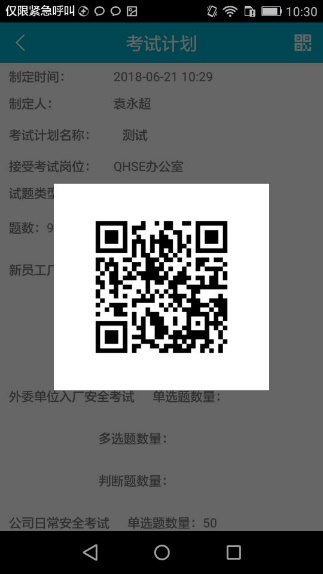 仅限紧急呼叫 10:30
考试计划
制定时间： 2018-06-21 10:29
制定人： 袁永超
考试计划名称： 测试
接受考试岗位： QHSE办公室
试题类型
题数：9
新员工厂
外委单位入厂安全考试 单选题数量：
多选题数量：
判断题数量：
公司日常安全考试 单选题数量：50